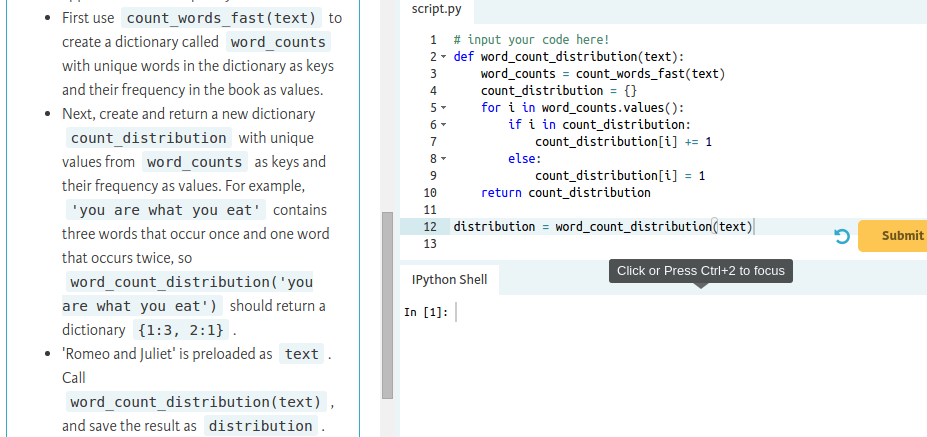 First use count_words_fast(text) to
create a dictionary called word_counts
with unique words in the dictionary as keys
and their frequency in the book as values.
Next, create and return a new dictionary
count_distribution with unique
values from word_counts as keys and
their frequency as values. For example,
'you are what you eat' contains
three words that occur once and one word
that occurs twice, so
word_count_distribution('you
are what you eat') should return a
dictionary {1:3, 2:1} .
'Romeo and Juliet' is preloaded as text .
Call
word_count_distribution(text) ,
and save the result as distribution .
script.py
1 # input your code here!
2 def word_count_distribution(text):
3 word_counts = count_words_fast(text)
4 count_distribution = {}
5 for i in word_counts.values():
6 if i in count_distribution:
7 count_distribution[i] += 1
8 else:
9 count_distribution[i] = 1
10 return count_distribution
11
12 distribution = word_count_distribution(text)
13
Submit
Click or Press Ctrl+2 to focus
IPython Shell
In [1]: